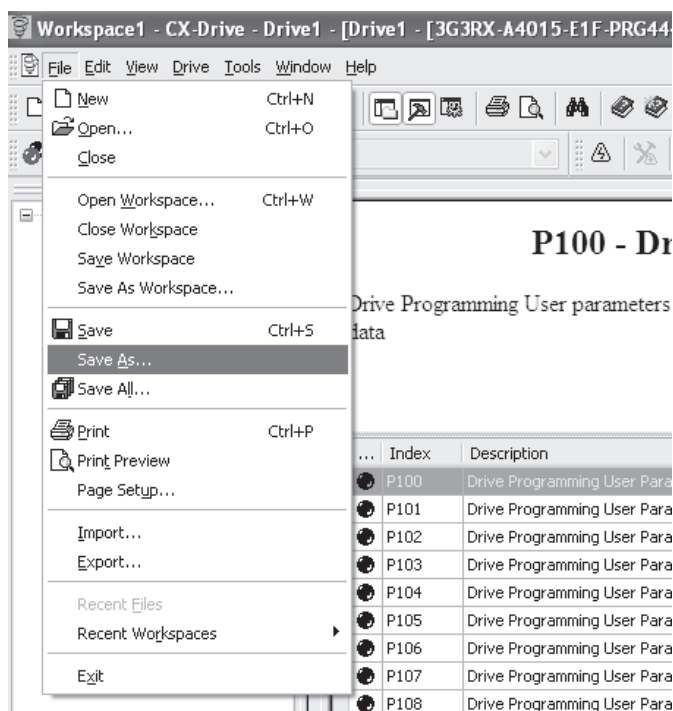 Workspace1 - CX-Drive - Drive1 - [Drive1 - [3G3RX-A4015-E1F-PRG44-
File Edit View Drive Tools Window Help
New Ctrl+N
Open... Ctrl+O
Close
Open Workspace... Ctrl+W
Close Workspace
Save Workspace
Save As Workspace...
Save Ctrl+S
Save As...
Save All...
Print Ctrl+P
Print Preview
Page Setup...
Import...
Export...
Recent Files
Recent Workspaces
Exit
P100 - Dr
Drive Programming User parameters
data
... Index Description
P100 Drive Programming User Para
P101 Drive Programming User Para
P102 Drive Programming User Para
P103 Drive Programming User Para
P104 Drive Programming User Para
P105 Drive Programming User Para
P106 Drive Programming User Para
P107 Drive Programming User Para
P108 Drive Programming User Para